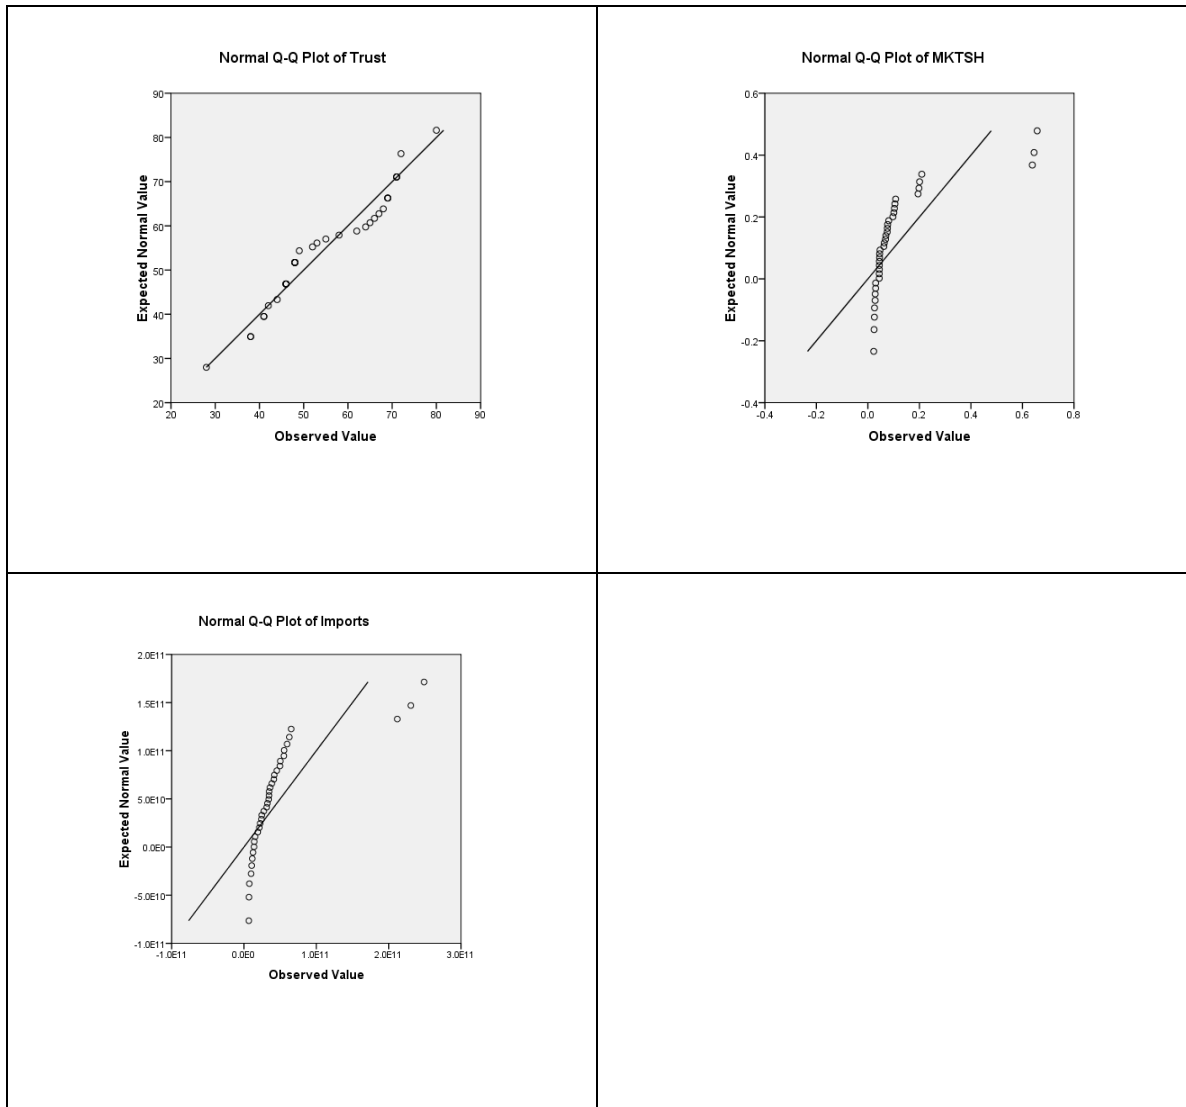 Normal Q-Q Plot of Trust
90
80
70
60
50
40
30
20
Expected Normal Value
20 30 40 50 60 70 80 90
Observed Value
Normal Q-Q Plot of MKTSH
0.6
0.4
0.2
0.0
-0.2
-0.4
Expected Normal Value
-0.4 -0.2 0.0 0.2 0.4 0.6 0.8
Observed Value
Normal Q-Q Plot of Imports
2.0E11
1.5E11
1.0E11
5.0E10
0.0E0
-5.0E10
-1.0E11
Expected Normal Value
-1.0E11 0.0E0 1.0E11 2.0E11 3.0E11
Observed Value